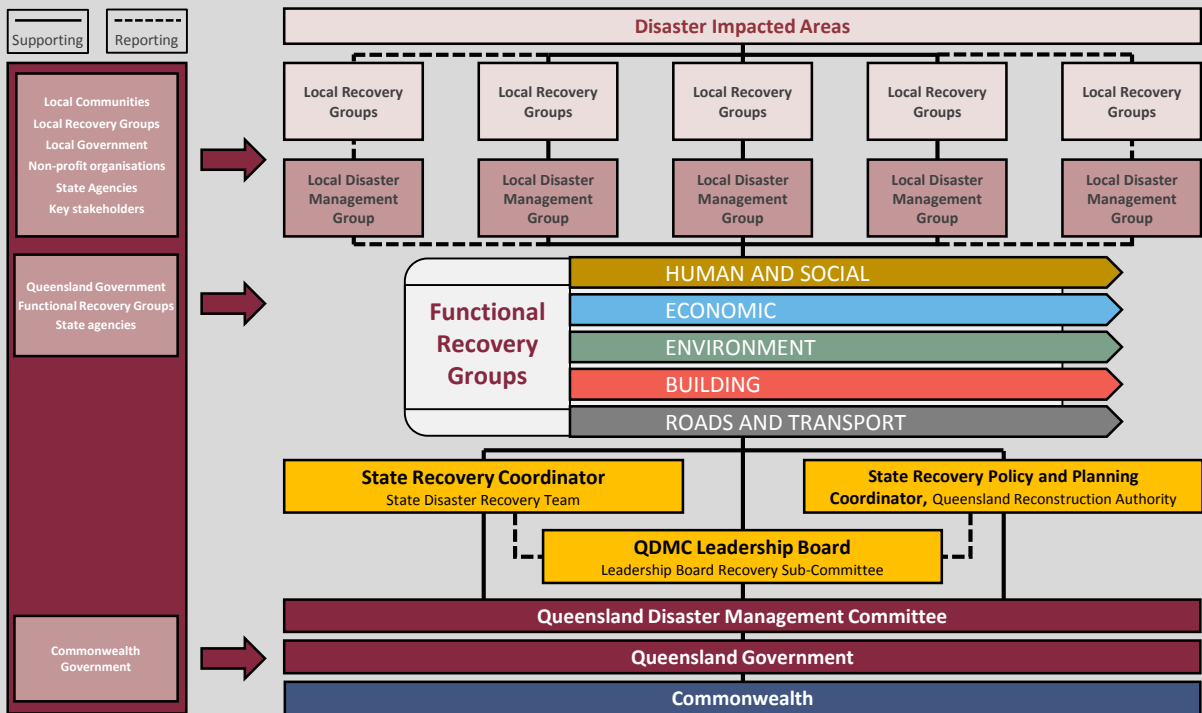 Supporting
Reporting
Disaster Impacted Areas
Local Communities
Local Recovery Groups
Local Government
Non-profit organisations
State Agencies
Key stakeholders
Local Recovery
Groups
Local Recovery
Groups
Local Recovery
Groups
Local Recovery
Groups
Local Recovery
Groups
Local Disaster
Management
Group
Local Disaster
Management
Group
Local Disaster
Management
Group
Local Disaster
Management
Group
Local Disaster
Management
Group
Queensland Government
Functional Recovery Groups
State agencies
Functional
Recovery
Groups
HUMAN AND SOCIAL
ECONOMIC
ENVIRONMENT
BUILDING
ROADS AND TRANSPORT
State Recovery Coordinator
State Disaster Recovery Team
State Recovery Policy and Planning
Coordinator, Queensland Reconstruction Authority
QDMC Leadership Board
Leadership Board Recovery Sub-Committee
Queensland Disaster Management Committee
Commonwealth
Government
Queensland Government
Commonwealth